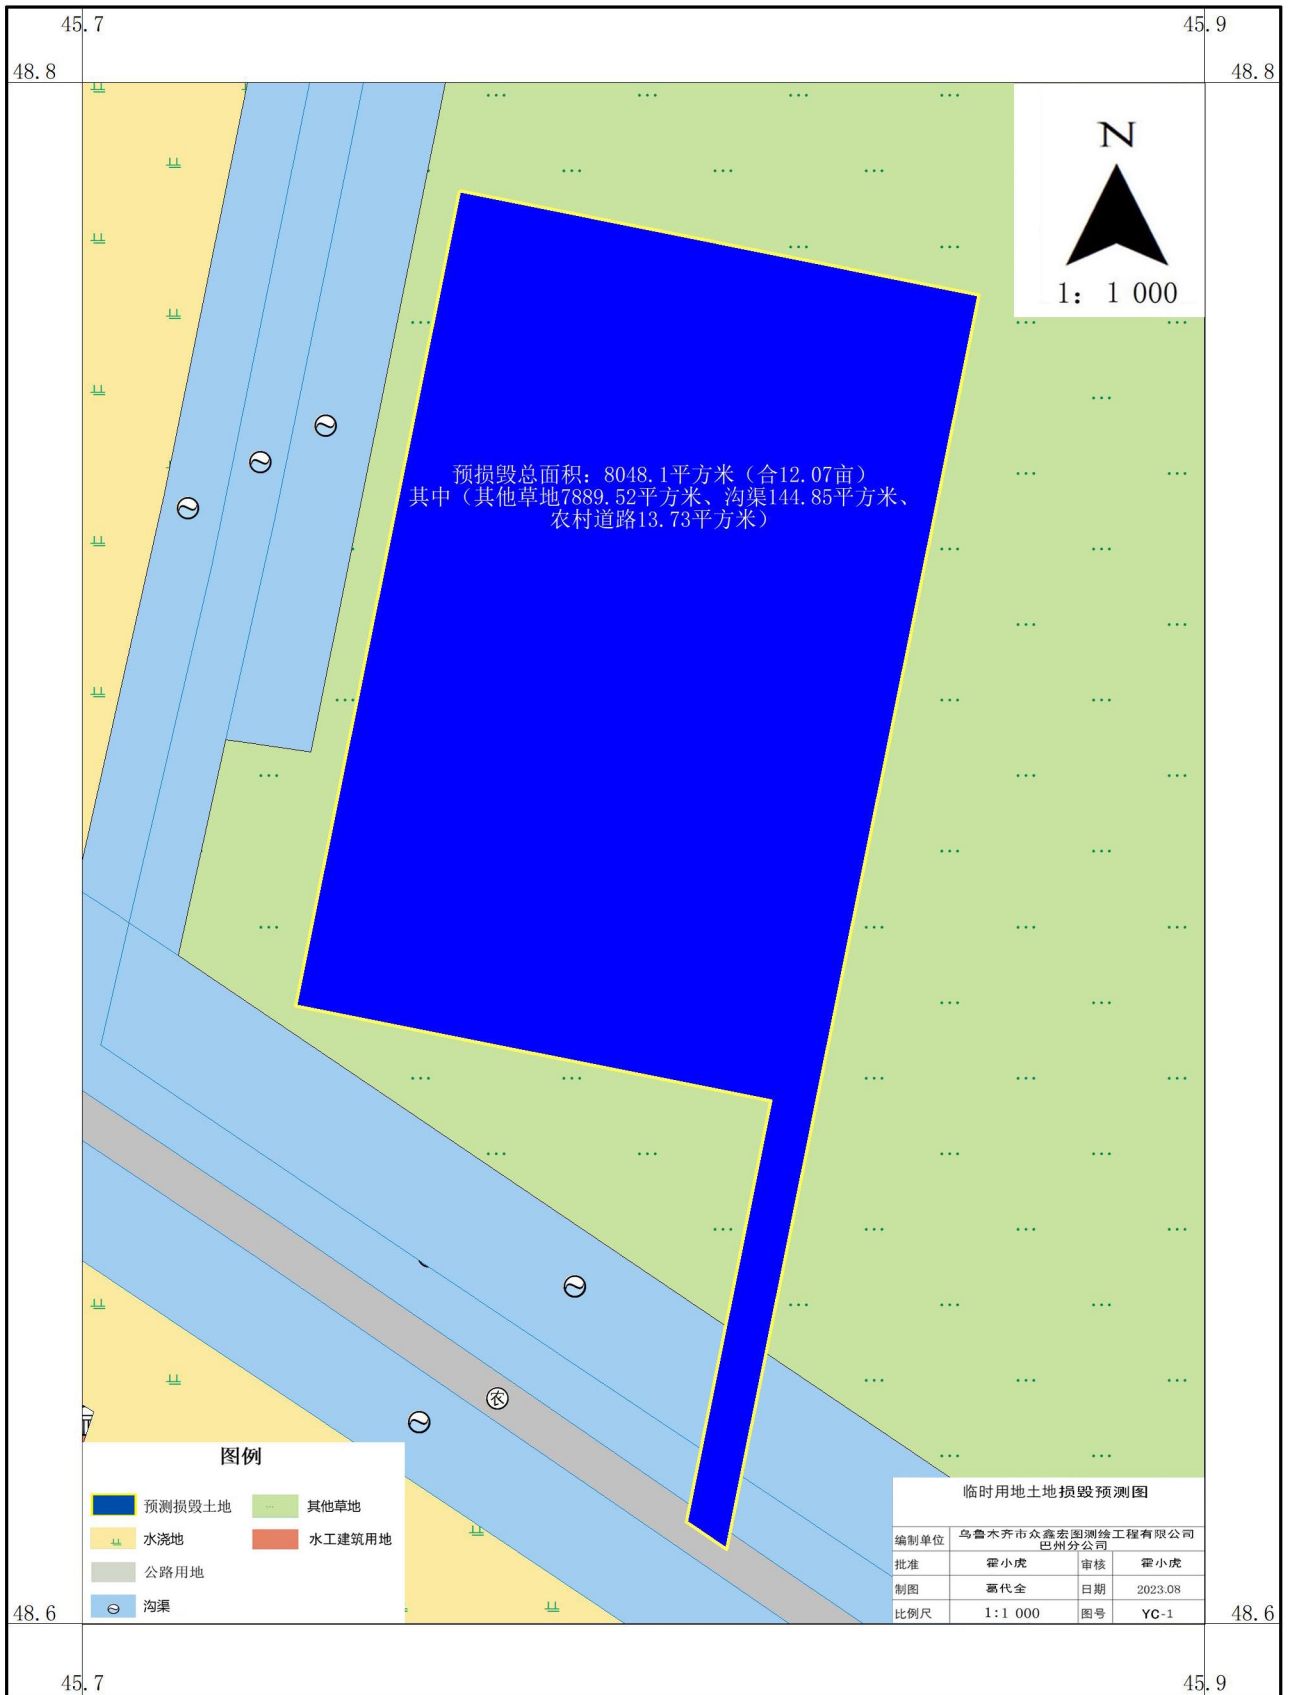 45.7
45.9
48.8
48.8
N
1: 1 000
预损毁总面积: 8048.1平方米（合12.07亩）
其中（其他草地7889.52平方米、沟渠144.85平方米、
农村道路13.73平方米）
农
图例
预测损毁土地
其他草地
水浇地
水工建筑用地
公路用地
沟渠
临时用地土地损毁预测图
编制单位 乌鲁木齐市众鑫宏图测绘工程有限公司
巴州分公司
批准 霍小虎 审核 霍小虎
制图 葛代全 日期 2023.08
比例尺 1:1 000 图号 YC-1
48.6
48.6
45.7
45.9